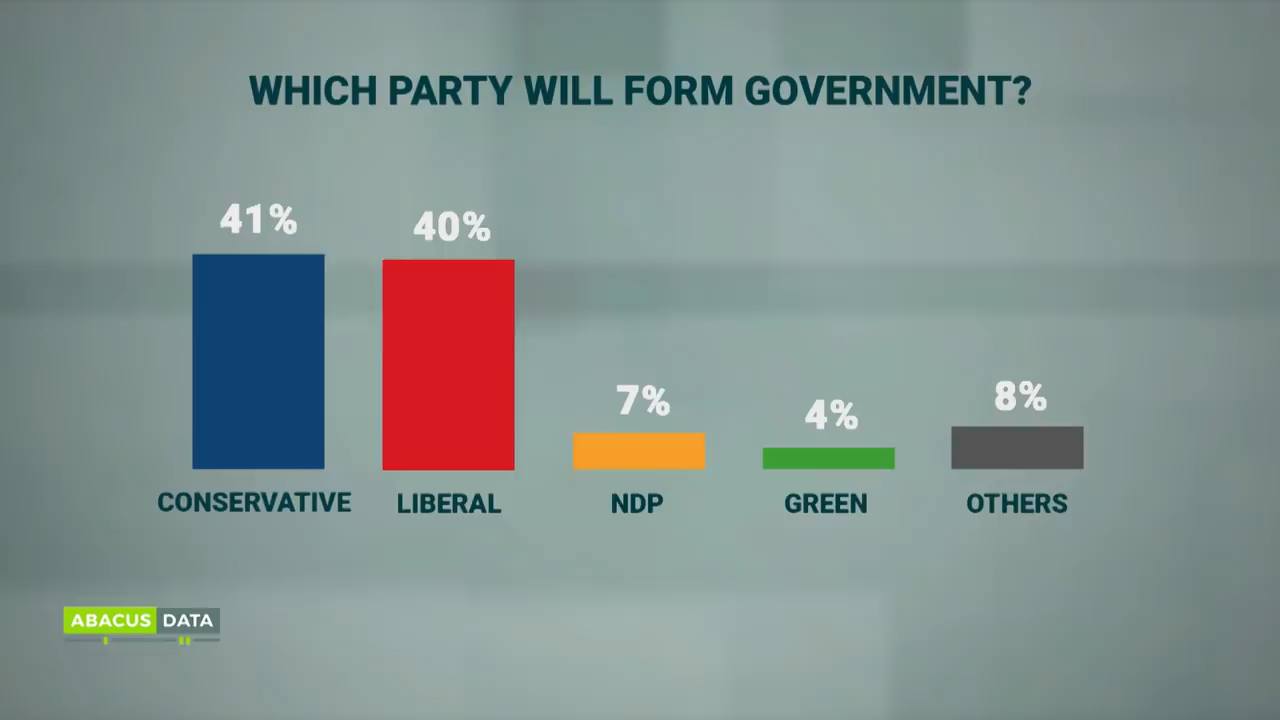 WHICH PARTY WILL FORM GOVERNMENT?
41%
40%
7%
4%
8%
CONSERVATIVE
LIBERAL
NDP
GREEN
OTHERS
ABACUS DATA